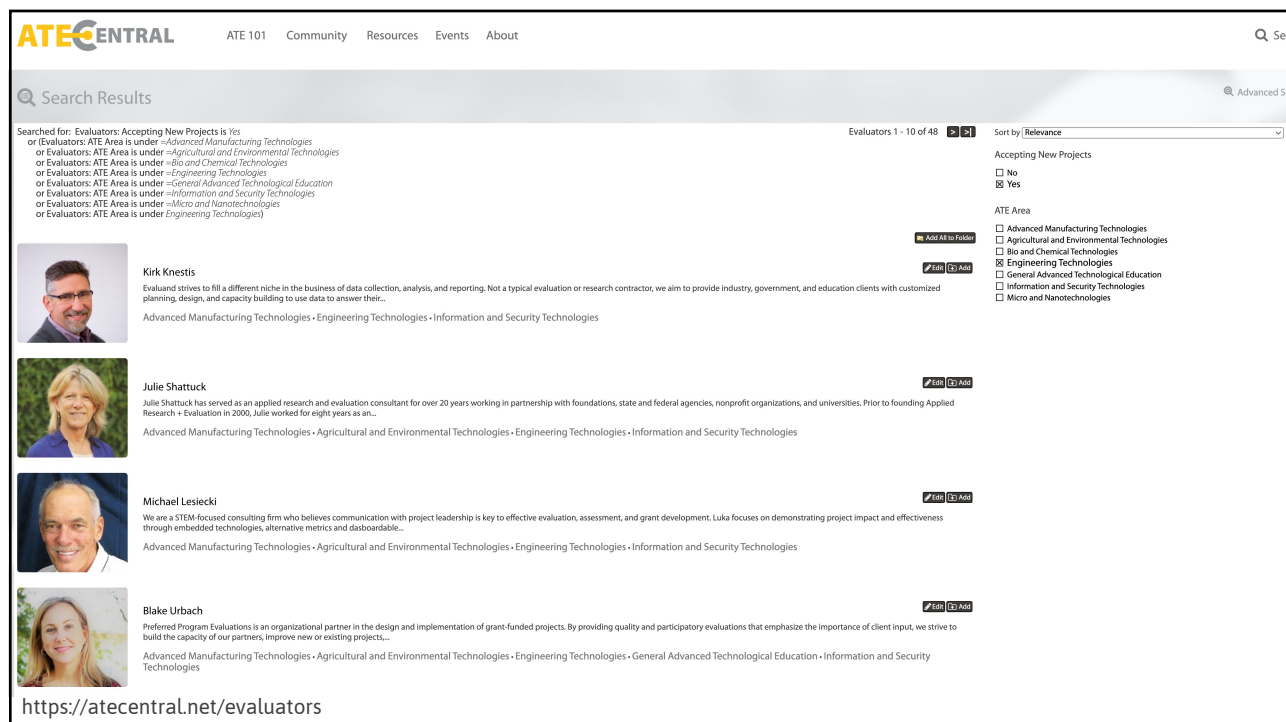 ATECENTRAL
ATE 101 Community Resources Events About
Se
Search Results
Advanced S
Searched for: Evaluators: Accepting New Projects is Yes
or (Evaluators: ATE Area is under =Advanced Manufacturing Technologies
or Evaluators: ATE Area is under =Agricultural and Environmental Technologies
or Evaluators: ATE Area is under =Bio and Chemical Technologies
or Evaluators: ATE Area is under =Engineering Technologies
or Evaluators: ATE Area is under =General Advanced Technological Education
or Evaluators: ATE Area is under =Information and Security Technologies
or Evaluators: ATE Area is under =Micro and Nanotechnologies
or Evaluators: ATE Area is under Engineering Technologies)
Evaluators 1 - 10 of 48 > >|
Add All to Folder
Kirk Knestis
Edit Add
Evaluand strives to fill a different niche in the business of data collection, analysis, and reporting. Not a typical evaluation or research contractor, we aim to provide industry, government, and education clients with customized
planning, design, and capacity building to use data to answer their...
Advanced Manufacturing Technologies • Engineering Technologies • Information and Security Technologies
Julie Shattuck
Edit Add
Julie Shattuck has served as an applied research and evaluation consultant for over 20 years working in partnership with foundations, state and federal agencies, nonprofit organizations, and universities. Prior to founding Applied
Research + Evaluation in 2000, Julie worked for eight years as an...
Advanced Manufacturing Technologies • Agricultural and Environmental Technologies • Engineering Technologies • Information and Security Technologies
Michael Lesiecki
Edit Add
We are a STEM-focused consulting firm who believes communication with project leadership is key to effective evaluation, assessment, and grant development. Luka focuses on demonstrating project impact and effectiveness
through embedded technologies, alternative metrics and dasboardable...
Advanced Manufacturing Technologies • Agricultural and Environmental Technologies • Engineering Technologies • Information and Security Technologies
Blake Urbach
Edit Add
Preferred Program Evaluations is an organizational partner in the design and implementation of grant-funded projects. By providing quality and participatory evaluations that emphasize the importance of client input, we strive to
build the capacity of our partners, improve new or existing projects,...
Advanced Manufacturing Technologies • Agricultural and Environmental Technologies • Engineering Technologies • General Advanced Technological Education • Information and Security
Technologies
Sort by Relevance
Accepting New Projects
No
Yes
ATE Area
Advanced Manufacturing Technologies
Agricultural and Environmental Technologies
Bio and Chemical Technologies
Engineering Technologies
General Advanced Technological Education
Information and Security Technologies
Micro and Nanotechnologies
https://atecentral.net/evaluators